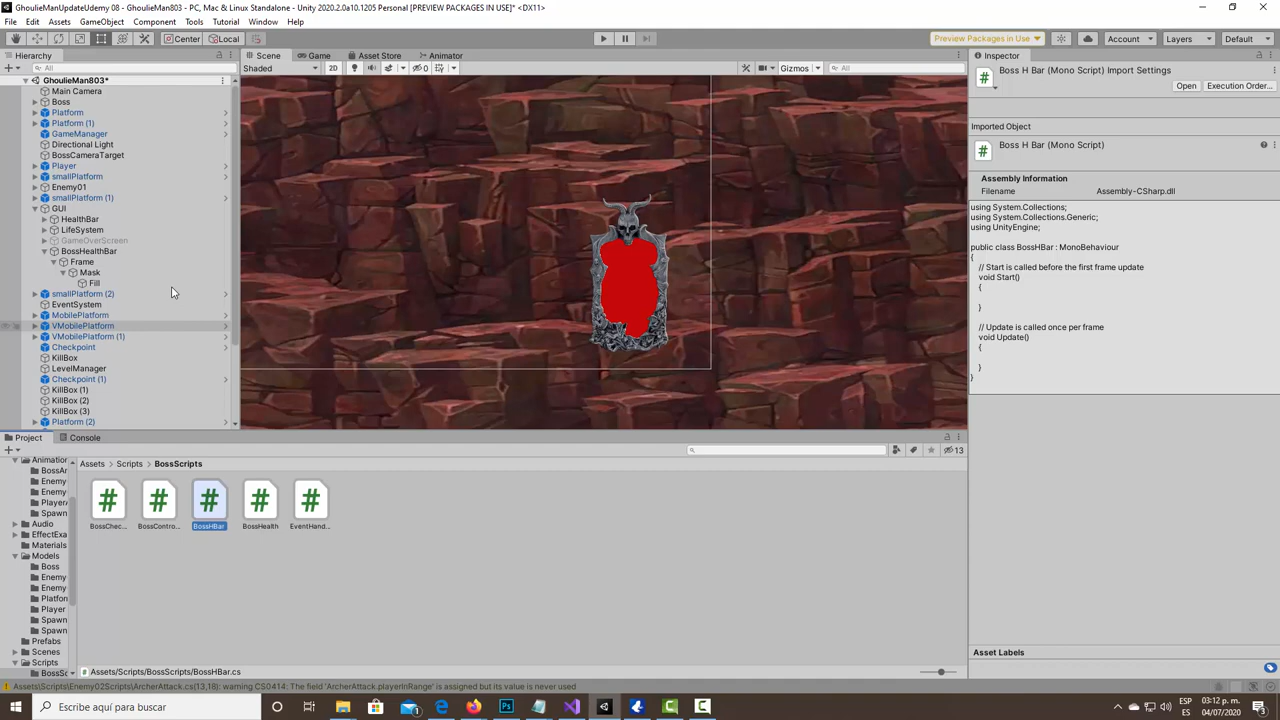 GhoulieManUpdateUdemy 08 - GhoulieMan803 - PC, Mac & Linux Standalone - Unity 2020.2.0a10.1205 Personal [PREVIEW PACKAGES IN USE]* <DX11>
File Edit Assets GameObject Component Tools Tutorial Window Help
Center Local Preview Packages in Use Account Layers Default
Hierarchy Scene Game Asset Store Animator Inspector
All Shaded 2D 0 Gizmos All
Boss H Bar (Mono Script) Import Settings
Open Execution Order...
Imported Object
Boss H Bar (Mono Script)
Assembly Information
Filename Assembly-CSharp.dll
using System.Collections;
using System.Collections.Generic;
using UnityEngine;
public class BossHBar : MonoBehaviour
{
// Start is called before the first frame update
void Start()
{
}
// Update is called once per frame
void Update()
{
}
}
Asset Labels
GhoulieMan803*
Main Camera
Boss
Platform
Platform (1)
GameManager
Directional Light
BossCameraTarget
Player
smallPlatform
Enemy01
smallPlatform (1)
GUI
HealthBar
LifeSystem
GameOverScreen
BossHealthBar
Frame
Mask
Fill
smallPlatform (2)
EventSystem
MobilePlatform
VMobilePlatform
VMobilePlatform (1)
Checkpoint
KillBox
LevelManager
Checkpoint (1)
KillBox (1)
KillBox (2)
KillBox (3)
Platform (2)
Project Console
13
Animation
BossAr
Enemy
Enemy
Player
Spawn
Audio
EffectExa
Materials
Models
Boss
Enemy
Enemy
Platfor
Player
Spawn
Spawn
Prefabs
Scenes
Scripts
BossSc
Assets > Scripts > BossScripts
BossChec... BossContro... BossHBar BossHealth EventHand...
Assets/Scripts/BossScripts/BossHBar.cs
Assets\Scripts\Enemy02Scripts\ArcherAttack.cs(13,18): warning CS0414: The field 'ArcherAttack.playerInRange' is assigned but its value is never used
Escribe aquí para buscar
ESP
ES
03:12 p. m.
04/07/2020